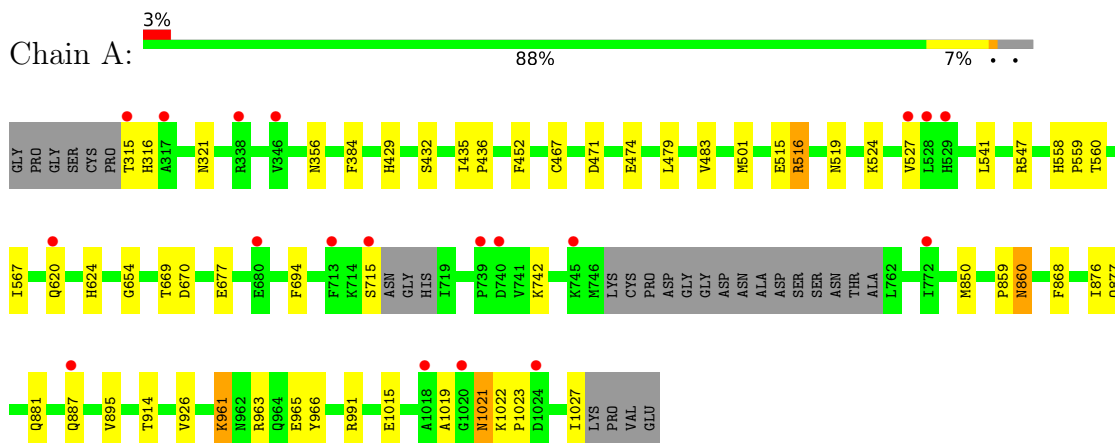 3%
Chain A:
88% 7% • •
GLY PRO GLY SER CYS PRO T315 H316 A317 N321 R338 V346 N356 F384 H429 S432 I435 P436 F452 C467 D471 E474 L479 V483 M501 E515 R516 N519 K524 V527 L528 H529 L541 R547 H558 P559 T560
I567 Q620 H624 G654 T669 D670 E677 E680 F694 F713 K714 S715 ASN GLY HIS I719 P739 D740 V741 K742 K745 M746 LYS CYS PRO ASP GLY GLY ASP ASN ALA ASP SER SER ASN THR ALA L762 I772 M850 P859 N860 F868 I876
Q881 Q887 V895 T914 V926 K961 N962 R963 Q964 E965 Y966 R991 E1015 A1018 A1019 G1020 N1021 K1022 P1023 D1024 I1027 LYS PRO VAL GLU